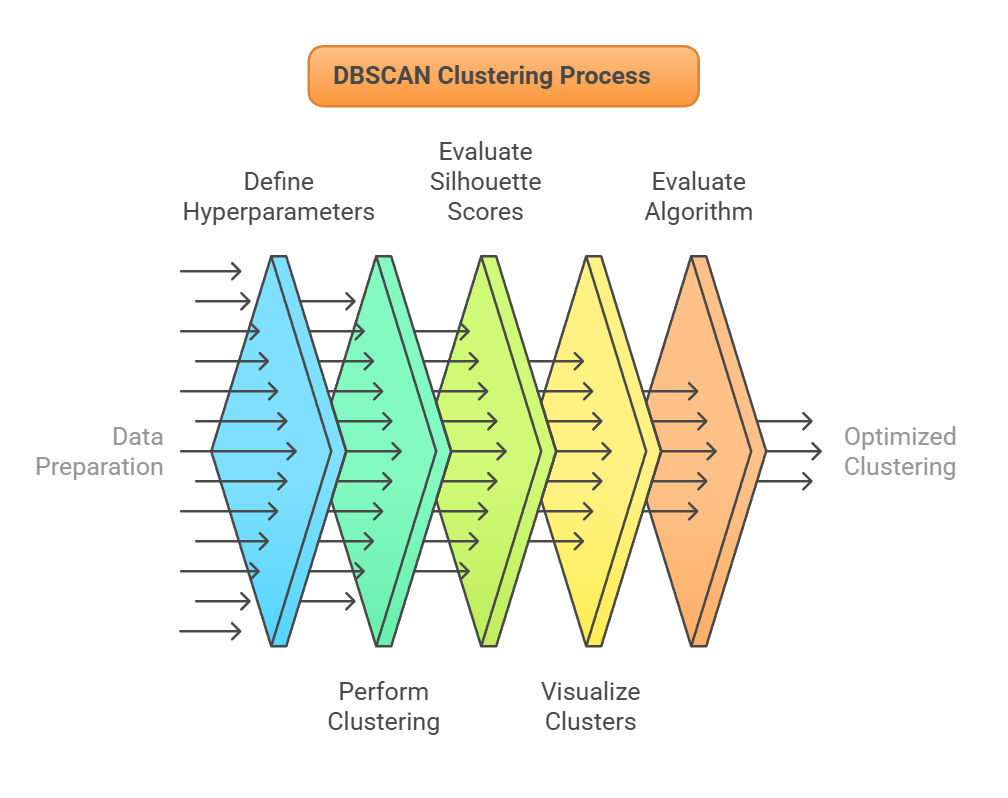 DBSCAN Clustering Process
Define
Hyperparameters
Evaluate
Silhouette
Scores
Evaluate
Algorithm
Data
Preparation
Optimized
Clustering
Perform
Clustering
Visualize
Clusters